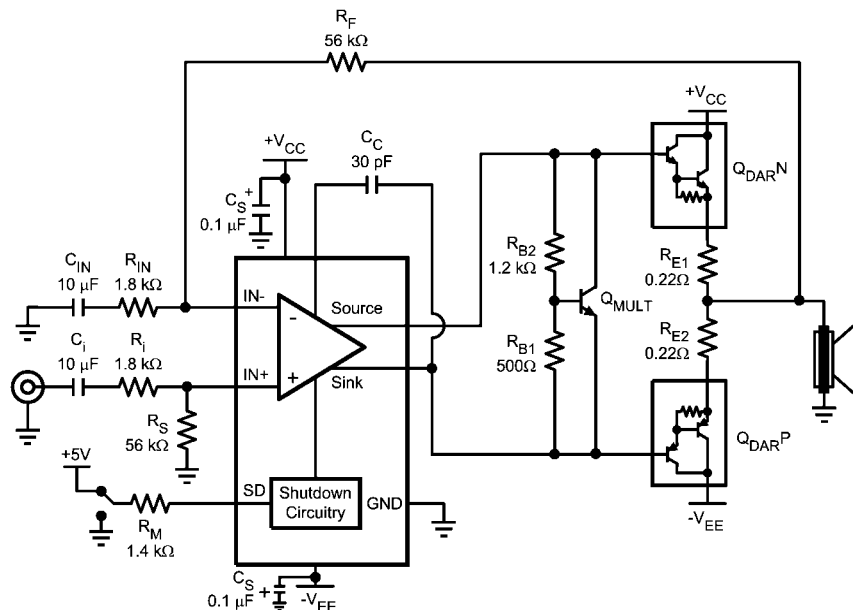 R_F
56 kΩ
+V_CC
+V_CC
C_C
30 pF
Q_DARN
C_S +
0.1 µF
R_B2
1.2 kΩ
R_E1
0.22Ω
C_IN
10 µF
R_IN
1.8 kΩ
IN-
-
Source
Q_MULT
C_i
10 µF
R_i
1.8 kΩ
IN+
+
Sink
R_B1
500Ω
R_E2
0.22Ω
R_S
56 kΩ
Q_DARP
+5V
SD
Shutdown
Circuitry
GND
R_M
1.4 kΩ
-V_EE
C_S +
0.1 µF
-V_EE